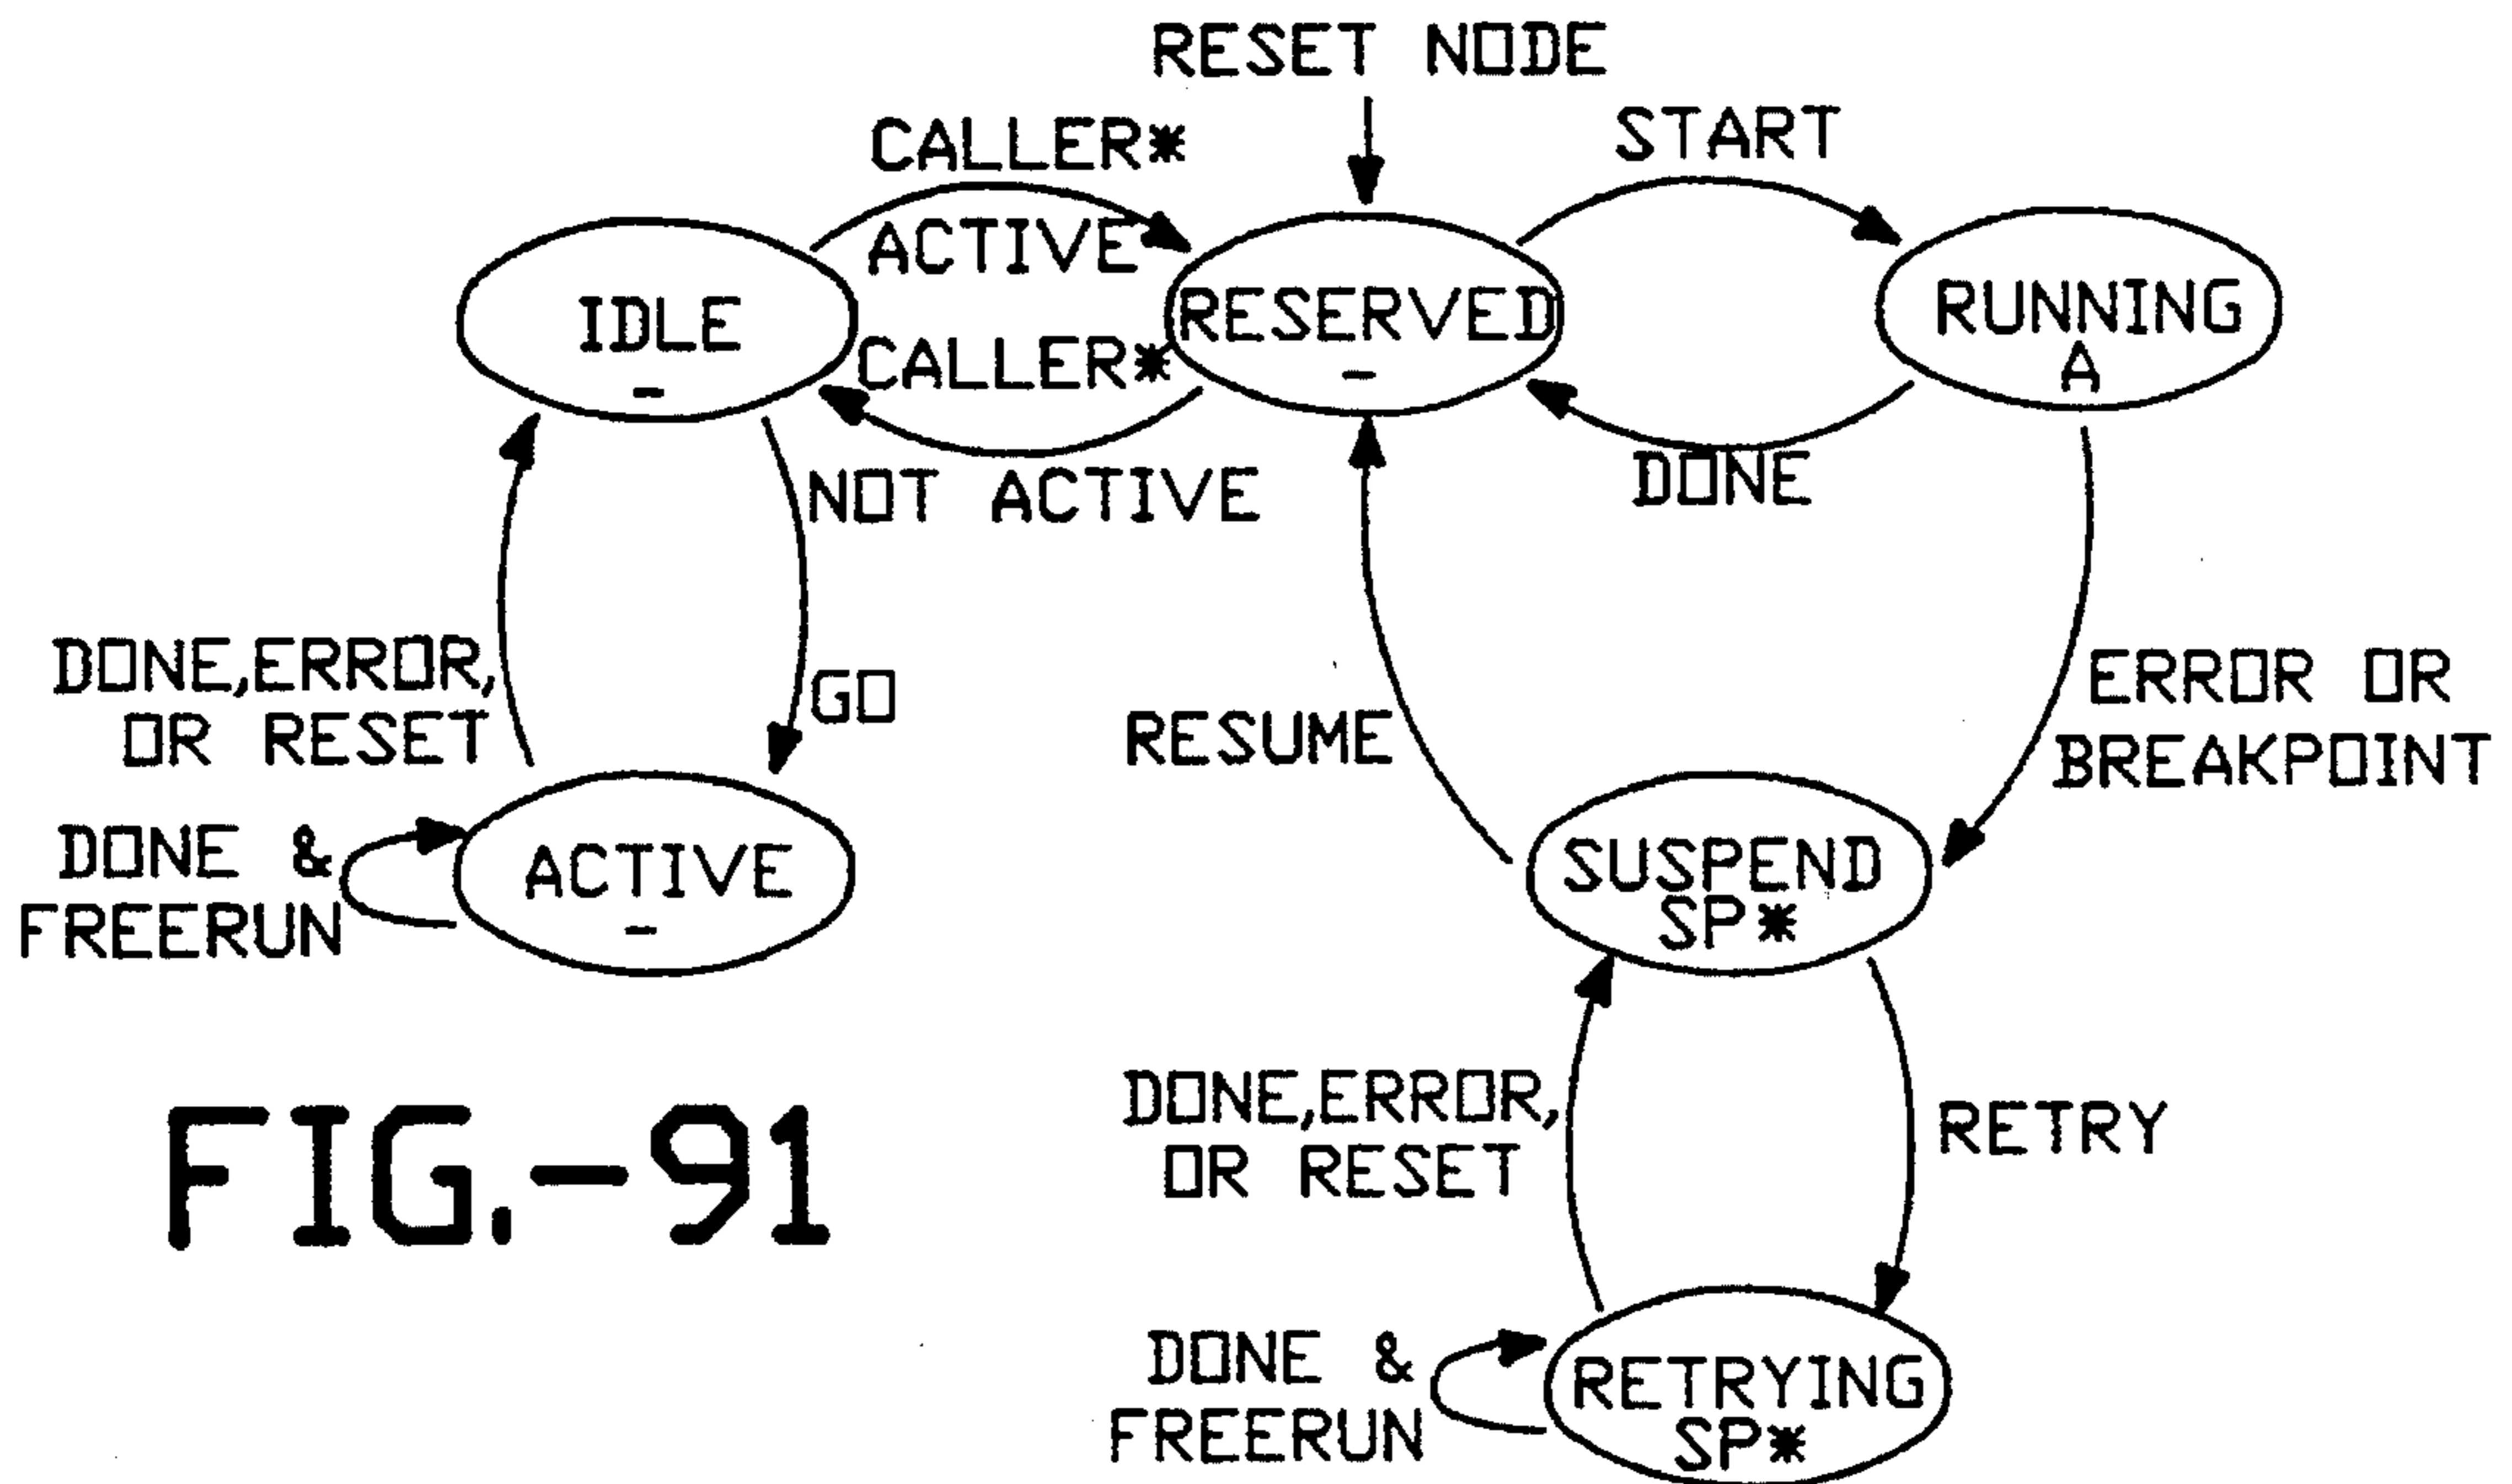 RESET NODE
CALLER*
ACTIVE
START
IDLE
-
CALLER*
NOT ACTIVE
RESERVED
-
RUNNING
A
DONE
DONE,ERROR,
OR RESET
GO
RESUME
ERROR OR
BREAKPOINT
DONE &
FREERUN
ACTIVE
-
SUSPEND
SP*
DONE,ERROR,
OR RESET
RETRY
FIG.-91
DONE &
FREERUN
RETRYING
SP*